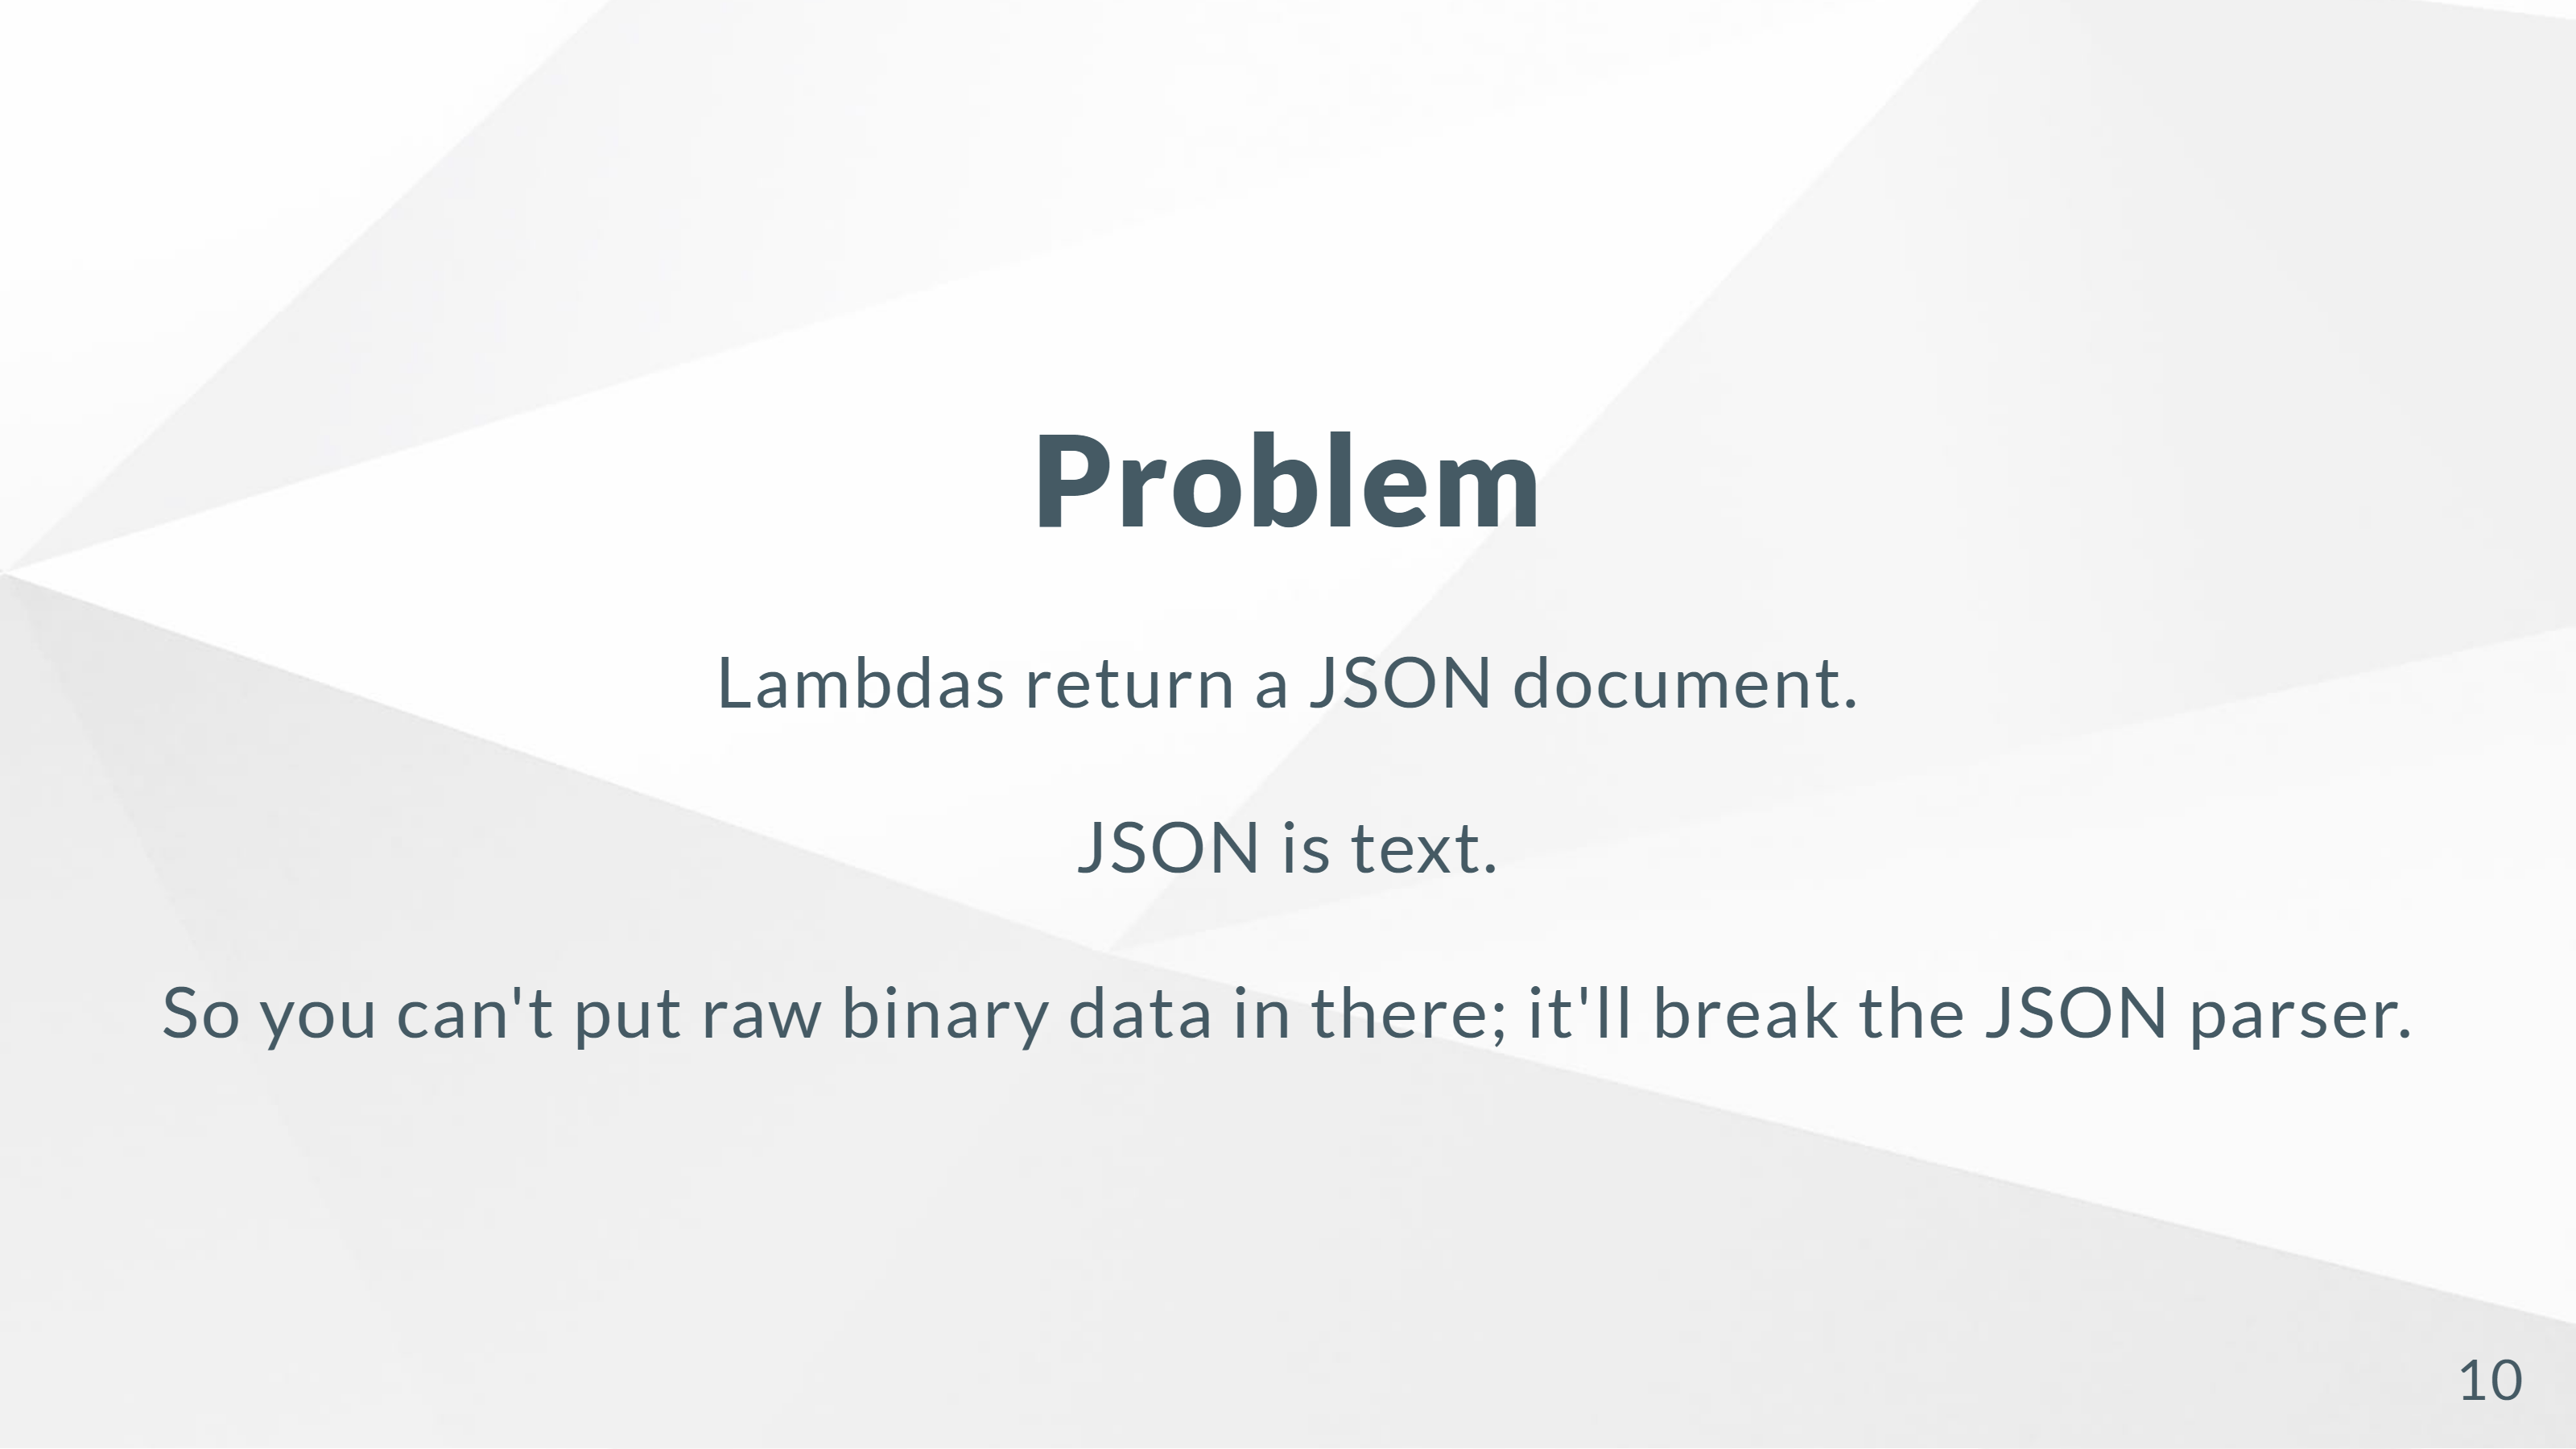 Problem
Lambdas return a JSON document.
JSON is text.
So you can't put raw binary data in there; it'll break the JSON parser.
10